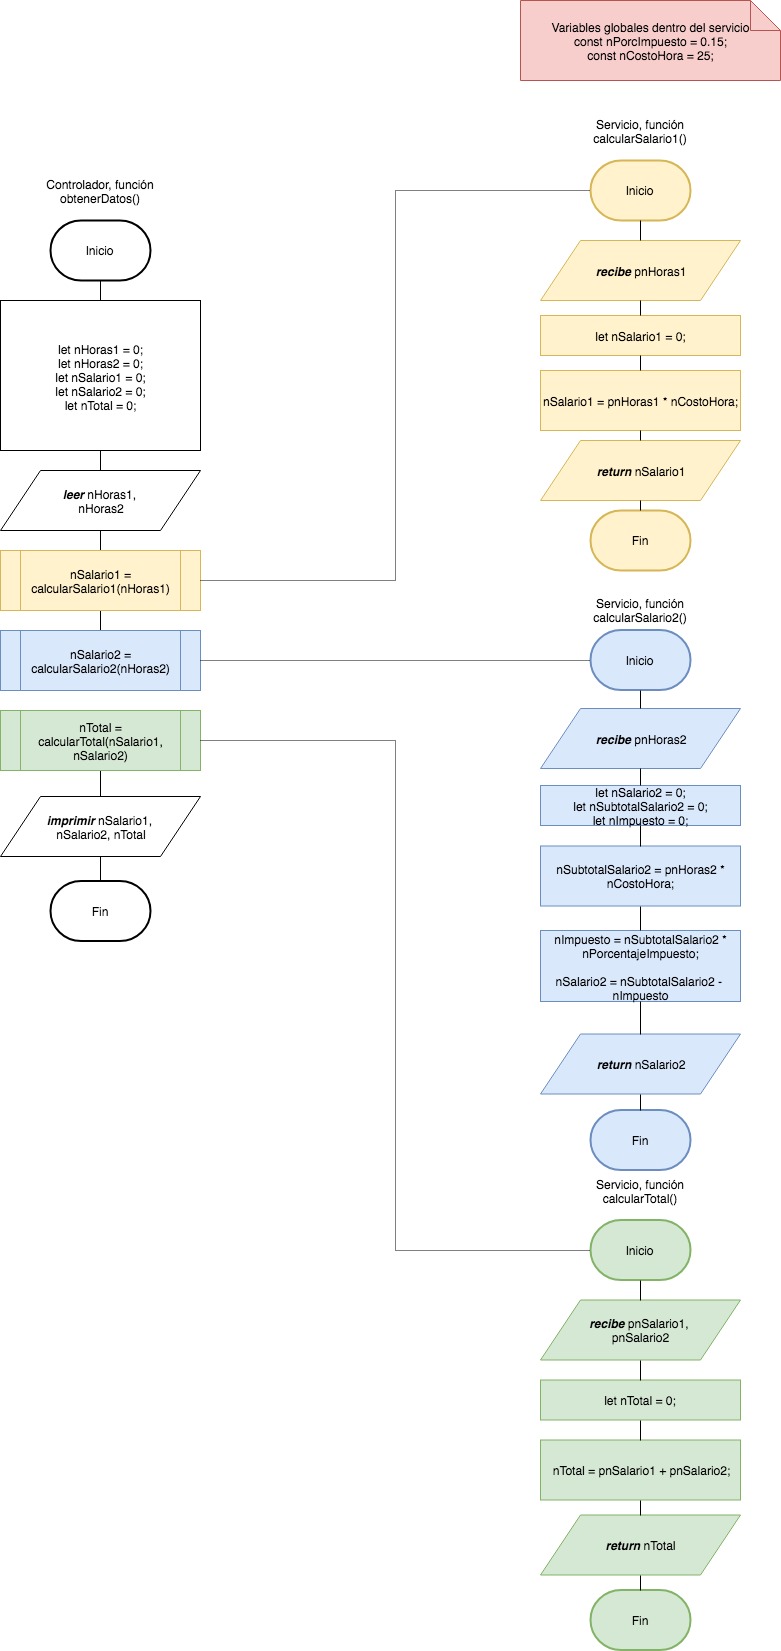 Variables globales dentro del servicio
const nPorcImpuesto = 0.15;
const nCostoHora = 25;
Controlador, función
obtenerDatos()
Inicio
let nHoras1 = 0;
let nHoras2 = 0;
let nSalario1 = 0;
let nSalario2 = 0;
let nTotal = 0;
leer nHoras1,
nHoras2
nSalario1 =
calcularSalario1(nHoras1)
nSalario2 =
calcularSalario2(nHoras2)
nTotal =
calcularTotal(nSalario1,
nSalario2)
imprimir nSalario1,
nSalario2, nTotal
Fin
Servicio, función
calcularSalario1()
Inicio
recibe pnHoras1
let nSalario1 = 0;
nSalario1 = pnHoras1 * nCostoHora;
return nSalario1
Fin
Servicio, función
calcularSalario2()
Inicio
recibe pnHoras2
let nSalario2 = 0;
let nSubtotalSalario2 = 0;
let nImpuesto = 0;
nSubtotalSalario2 = pnHoras2 *
nCostoHora;
nImpuesto = nSubtotalSalario2 *
nPorcentajeImpuesto;
nSalario2 = nSubtotalSalario2 -
nImpuesto
return nSalario2
Fin
Servicio, función
calcularTotal()
Inicio
recibe pnSalario1,
pnSalario2
let nTotal = 0;
nTotal = pnSalario1 + pnSalario2;
return nTotal
Fin